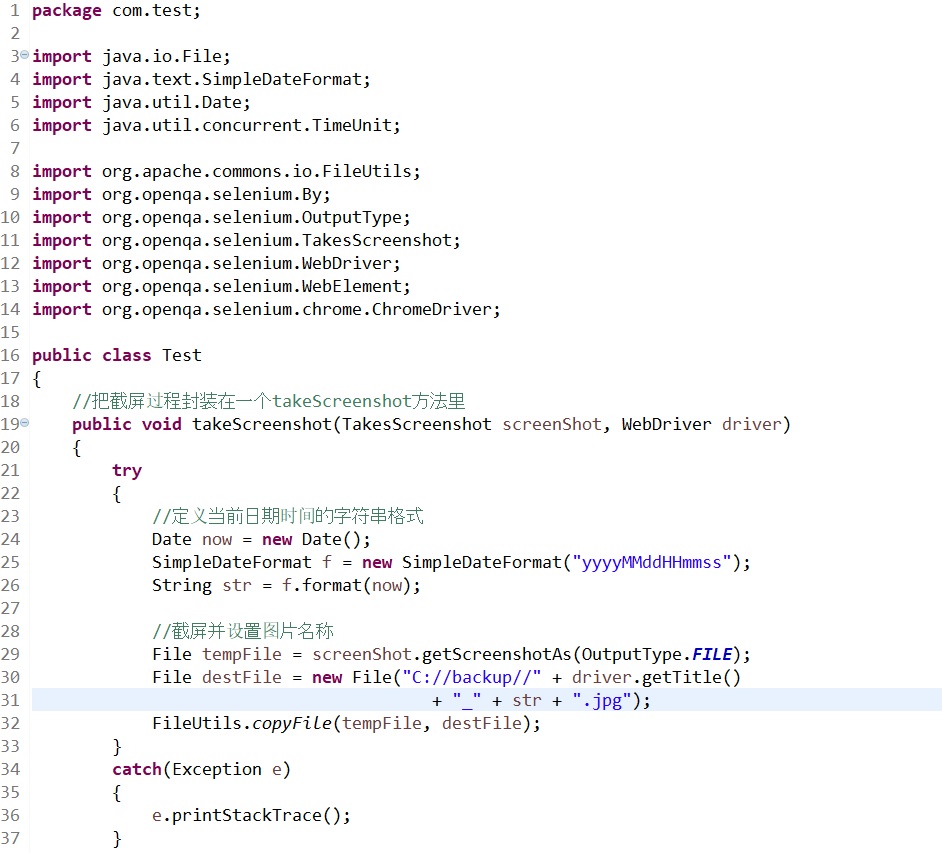 1 package com.test;
2
3 import java.io.File;
4 import java.text.SimpleDateFormat;
5 import java.util.Date;
6 import java.util.concurrent.TimeUnit;
7
8 import org.apache.commons.io.FileUtils;
9 import org.openqa.selenium.By;
10 import org.openqa.selenium.OutputType;
11 import org.openqa.selenium.TakesScreenshot;
12 import org.openqa.selenium.WebDriver;
13 import org.openqa.selenium.WebElement;
14 import org.openqa.selenium.chrome.ChromeDriver;
15
16 public class Test
17 {
18     //把截屏过程封装在一个takeScreenshot方法里
19     public void takeScreenshot(TakesScreenshot screenShot, WebDriver driver)
20     {
21         try
22         {
23             //定义当前日期时间的字符串格式
24             Date now = new Date();
25             SimpleDateFormat f = new SimpleDateFormat("yyyyMMddHHmmss");
26             String str = f.format(now);
27
28             //截屏并设置图片名称
29             File tempFile = screenShot.getScreenshotAs(OutputType.FILE);
30             File destFile = new File("C://backup//" + driver.getTitle()
31                                         + "_" + str + ".jpg");
32             FileUtils.copyFile(tempFile, destFile);
33         }
34         catch(Exception e)
35         {
36             e.printStackTrace();
37         }